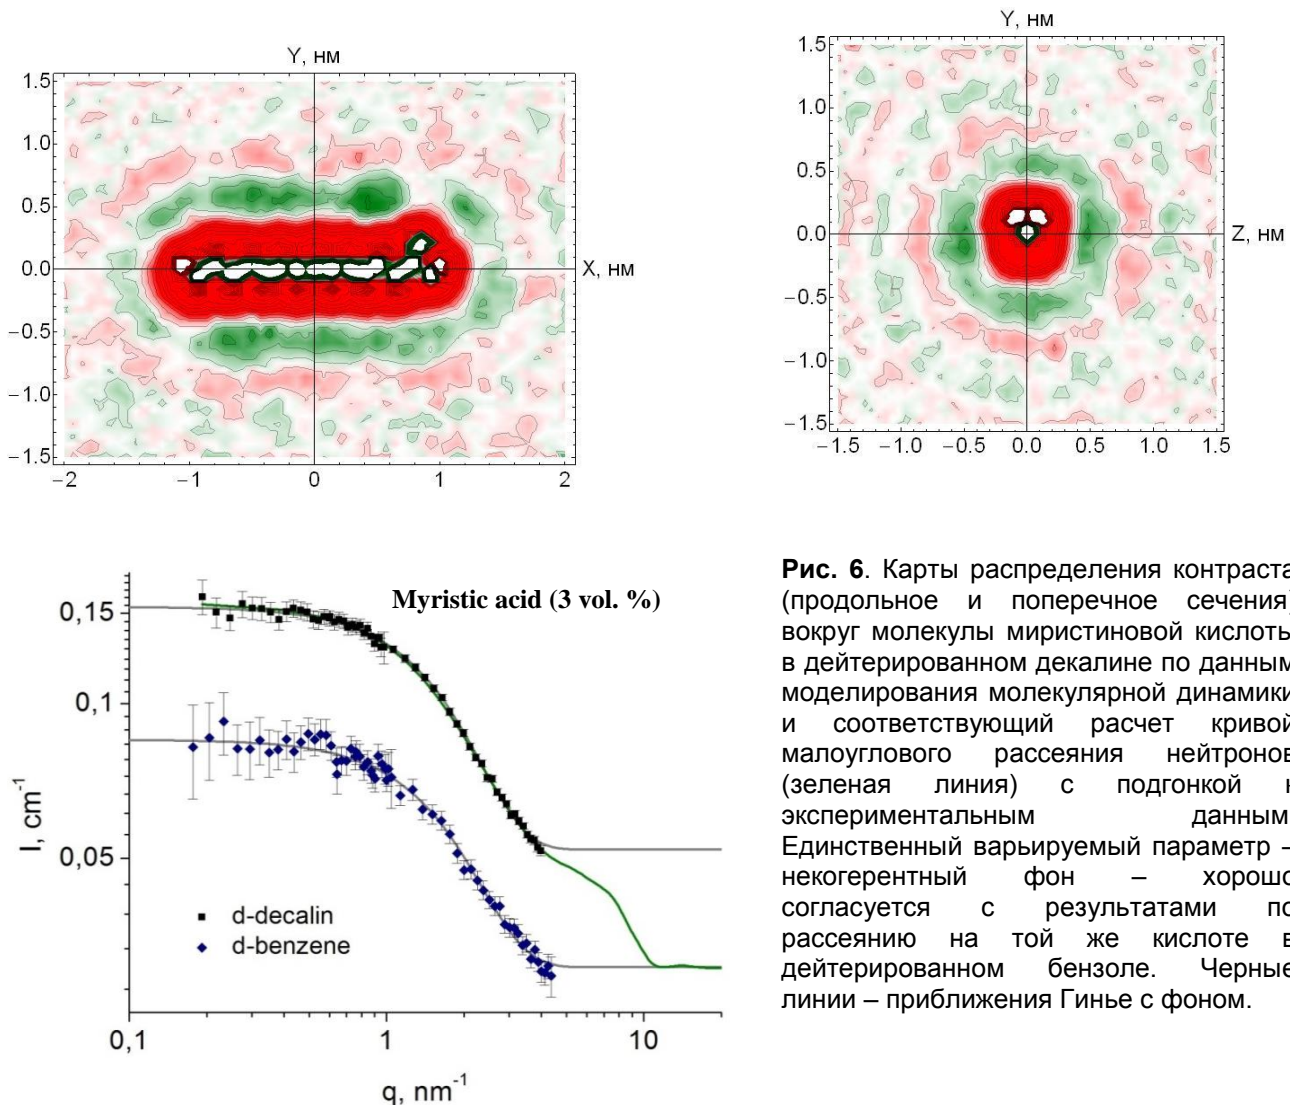 Y, нм
1.5
1.0
0.5
0.0
−0.5
−1.0
−1.5
−2
−1
0
1
2
X, нм
Y, нм
1.5
1.0
0.5
0.0
−0.5
−1.0
−1.5
−1.5
−1.0
−0.5
0.0
0.5
1.0
1.5
Z, нм
Myristic acid (3 vol. %)
0,15
0,1
0,05
I, cm⁻¹
d-decalin
d-benzene
0,1
1
10
q, nm⁻¹
Рис. 6. Карты распределения контраста
(продольное и поперечное сечения)
вокруг молекулы миристиновой кислоты
в дейтерированном декалине по данным
моделирования молекулярной динамики
и соответствующий расчет кривой
малоуглового рассеяния нейтронов
(зеленая линия) с подгонкой к
экспериментальным данным.
Единственный варьируемый параметр –
некогерентный фон – хорошо
согласуется с результатами по
рассеянию на той же кислоте в
дейтерированном бензоле. Черные
линии – приближения Гинье с фоном.